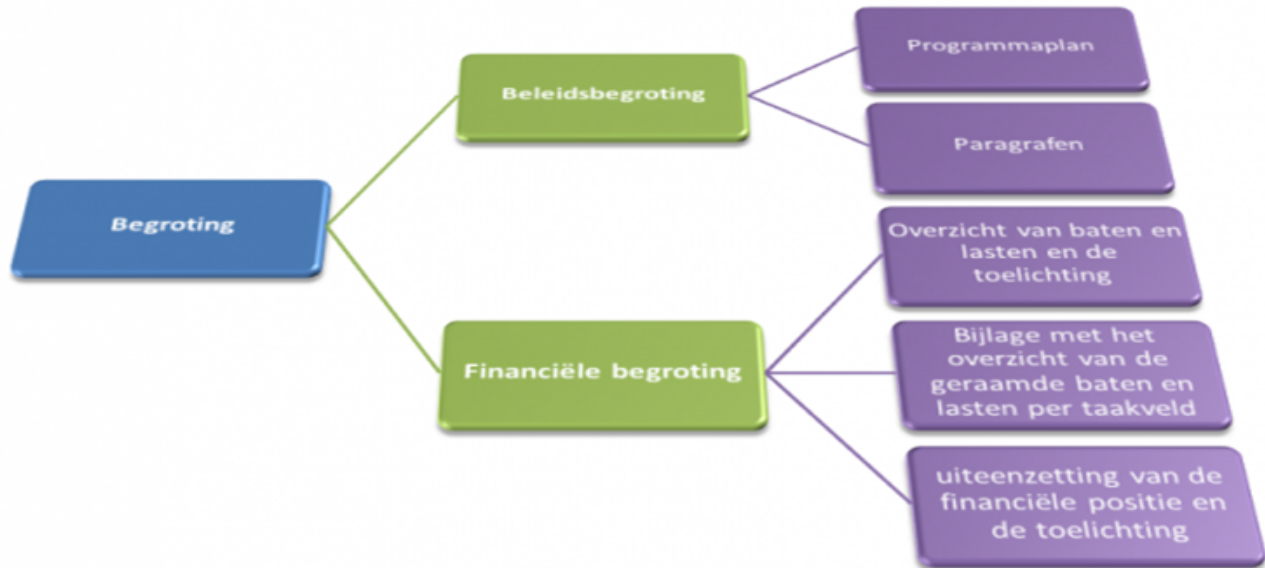 Begroting
Beleidsbegroting
Programmaplan
Paragrafen
Financiële begroting
Overzicht van baten en
lasten en de
toelichting
Bijlage met het
overzicht van de
geraamde baten en
lasten per taakveld
uiteenzetting van de
financiële positie en
de toelichting